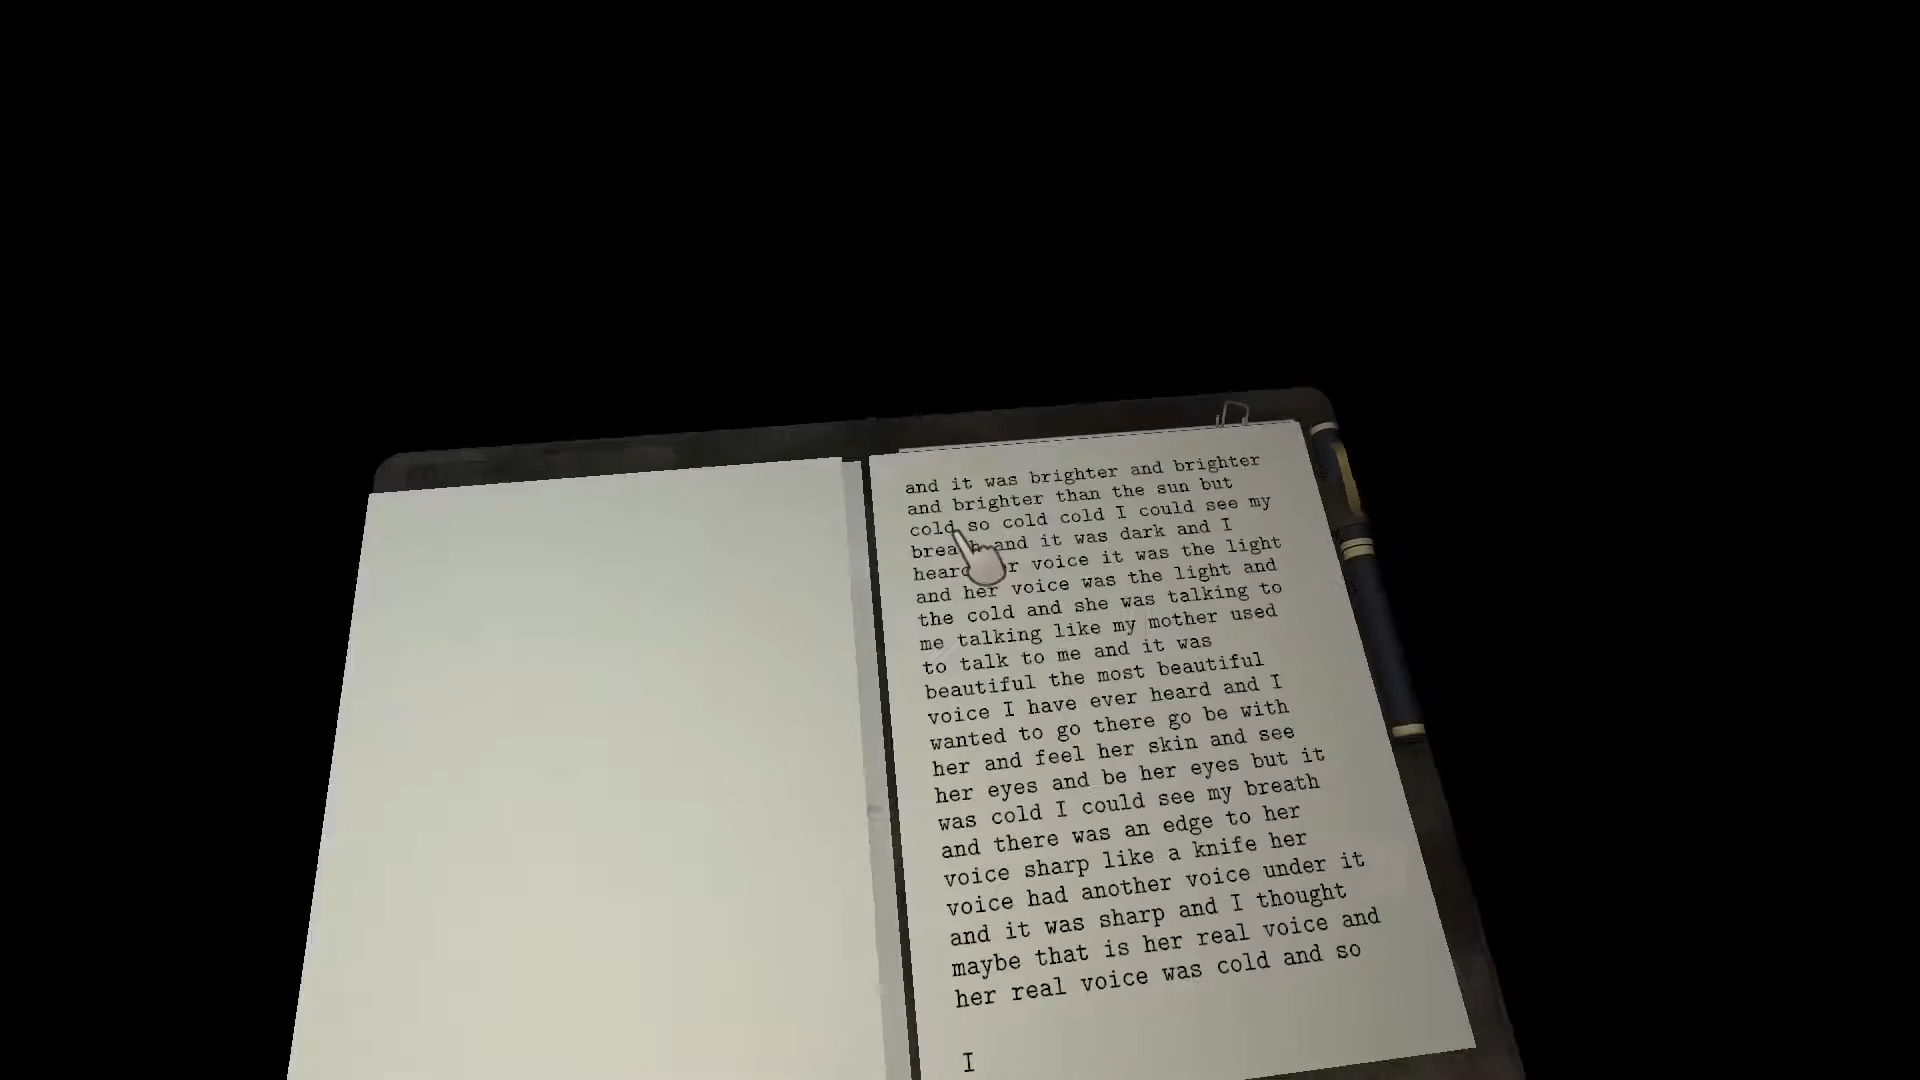 and it was brighter and brighter
and brighter than the sun but
cold so cold cold I could see my
and it was dark and I
voice it was the light
and her voice was the light and
the cold and she was talking to
me talking like my mother used
to talk to me and it was
beautiful the most beautiful
voice I have ever heard and I
wanted to go there go be with
her and feel her skin and see
her eyes and be her eyes but it
was cold I could see my breath
and there was an edge to her
voice sharp like a knife her
voice had another voice under it
and it was sharp and I thought
maybe that is her real voice and
her real voice was cold and so
I